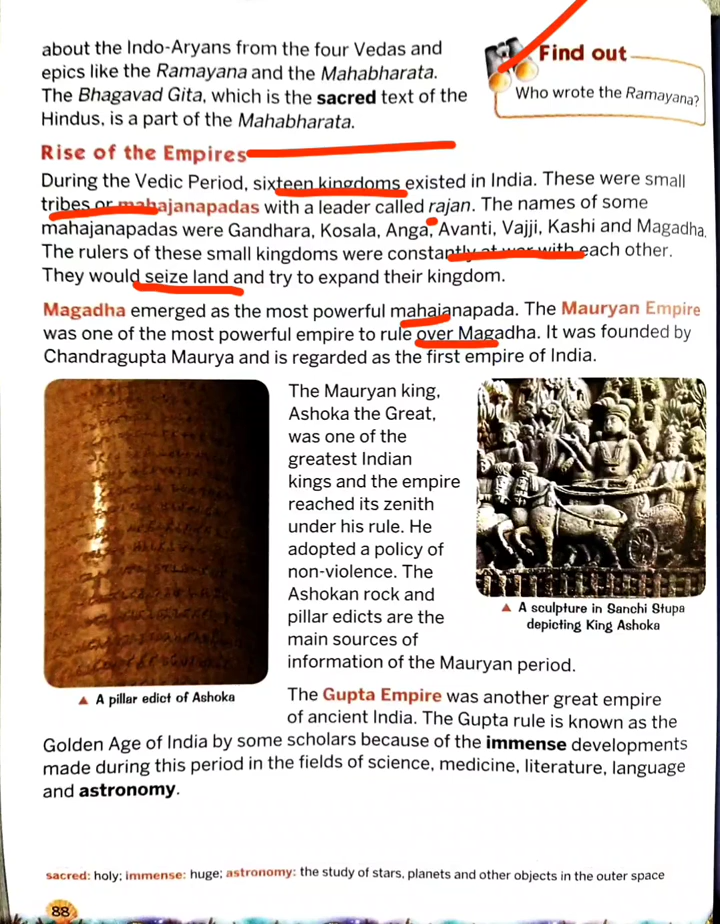 about the Indo-Aryans from the four Vedas and
epics like the Ramayana and the Mahabharata.
The Bhagavad Gita, which is the sacred text of the
Hindus, is a part of the Mahabharata.
Find out
Who wrote the Ramayana?
Rise of the Empires
During the Vedic Period, sixteen kingdoms existed in India. These were small
tribes or mahajanapadas with a leader called rajan. The names of some
mahajanapadas were Gandhara, Kosala, Anga, Avanti, Vajji, Kashi and Magadha.
The rulers of these small kingdoms were constantly at war with each other.
They would seize land and try to expand their kingdom.
Magadha emerged as the most powerful mahajanapada. The Mauryan Empire
was one of the most powerful empire to rule over Magadha. It was founded by
Chandragupta Maurya and is regarded as the first empire of India.
The Mauryan king,
Ashoka the Great,
was one of the
greatest Indian
kings and the empire
reached its zenith
under his rule. He
adopted a policy of
non-violence. The
Ashokan rock and
pillar edicts are the
main sources of
information of the Mauryan period.
▲ A sculpture in Sanchi Stupa
depicting King Ashoka
▲ A pillar edict of Ashoka
The Gupta Empire was another great empire
of ancient India. The Gupta rule is known as the
Golden Age of India by some scholars because of the immense developments
made during this period in the fields of science, medicine, literature, language
and astronomy.
sacred: holy; immense: huge; astronomy: the study of stars, planets and other objects in the outer space
88